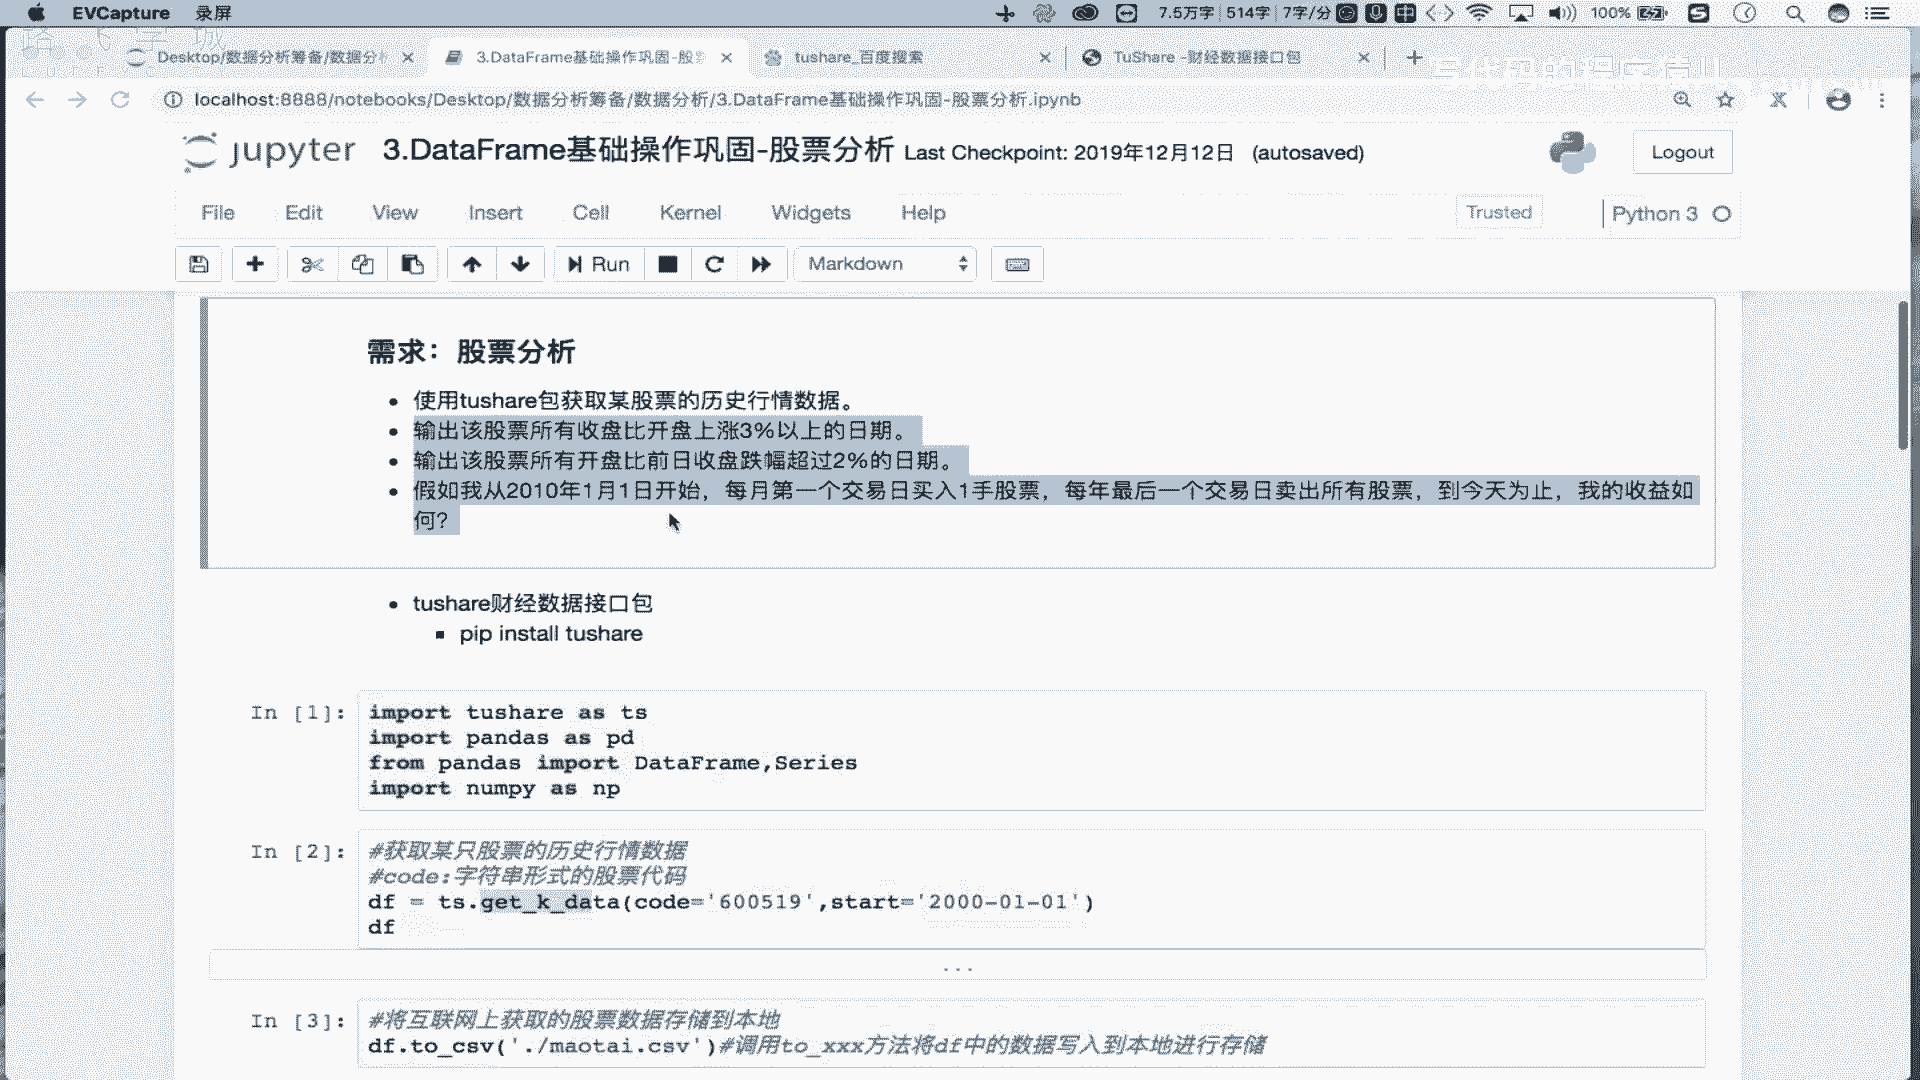 EVCapture 录屏 7.5万字 514字 7字/分 中 100%
Desktop/数据分析筹备/数据分析 3.DataFrame基础操作巩固-股票 tushare_百度搜索 TuShare -财经数据接口包
localhost:8888/notebooks/Desktop/数据分析筹备/数据分析/3.DataFrame基础操作巩固-股票分析.ipynb
jupyter 3.DataFrame基础操作巩固-股票分析 Last Checkpoint: 2019年12月12日 (autosaved) Logout
File Edit View Insert Cell Kernel Widgets Help Trusted Python 3
Run Markdown
需求：股票分析
使用tushare包获取某股票的历史行情数据。
输出该股票所有收盘比开盘上涨3%以上的日期。
输出该股票所有开盘比前日收盘跌幅超过2%的日期。
假如我从2010年1月1日开始，每月第一个交易日买入1手股票，每年最后一个交易日卖出所有股票，到今天为止，我的收益如
何？
tushare财经数据接口包
pip install tushare
In [1]: import tushare as ts
import pandas as pd
from pandas import DataFrame,Series
import numpy as np
In [2]: #获取某只股票的历史行情数据
#code:字符串形式的股票代码
df = ts.get_k_data(code='600519',start='2000-01-01')
df
...
In [3]: #将互联网上获取的股票数据存储到本地
df.to_csv('./maotai.csv')#调用to_xxx方法将df中的数据写入到本地进行存储